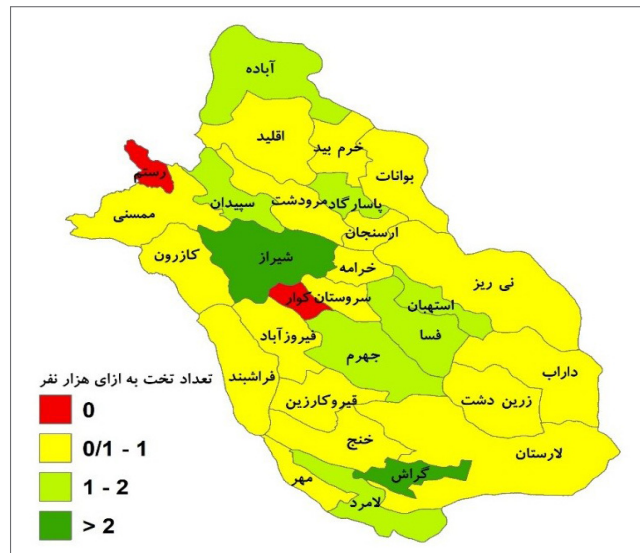 آباده
اقلید
خرم بید
بوانات
رستم
سپیدان
مرودشت
پاسارگاد
ممسنی
ارسنجان
کازرون
شیراز
خرامه
نی ریز
سروستان
کوار
استهبان
فسا
فیروزآباد
جهرم
داراب
تعداد تخت به ازای هزار نفر
فراشبند
قیروکارزین
زرین دشت
0
0/1 - 1
خنج
لارستان
1 - 2
گراش
مهر
لامرد
> 2